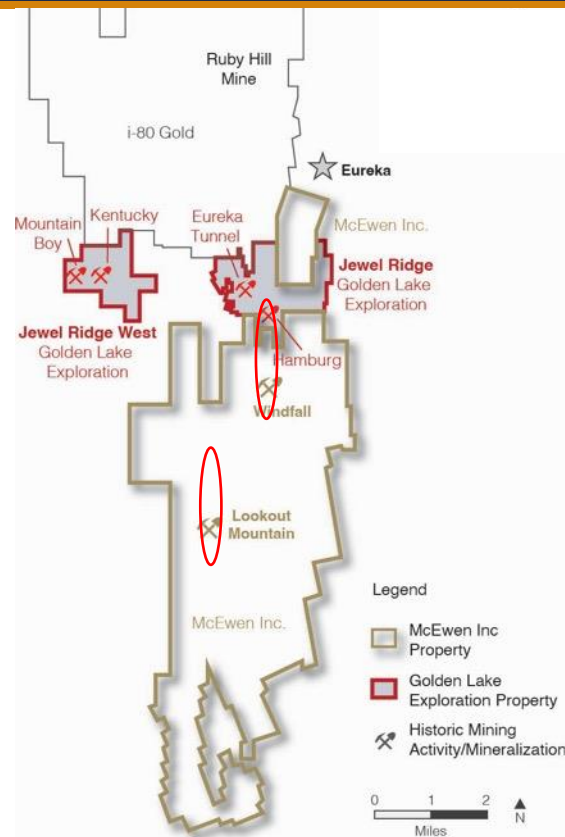 Ruby Hill
Mine
i-80 Gold
Eureka
McEwen Inc.
Mountain
Boy
Kentucky
Eureka
Tunnel
Jewel Ridge
Golden Lake
Exploration
Jewel Ridge West
Golden Lake
Exploration
Hamburg
Windfall
Lookout
Mountain
McEwen Inc.
Legend
McEwen Inc
Property
Golden Lake
Exploration Property
Historic Mining
Activity/Mineralization
0 1 2
Miles
N